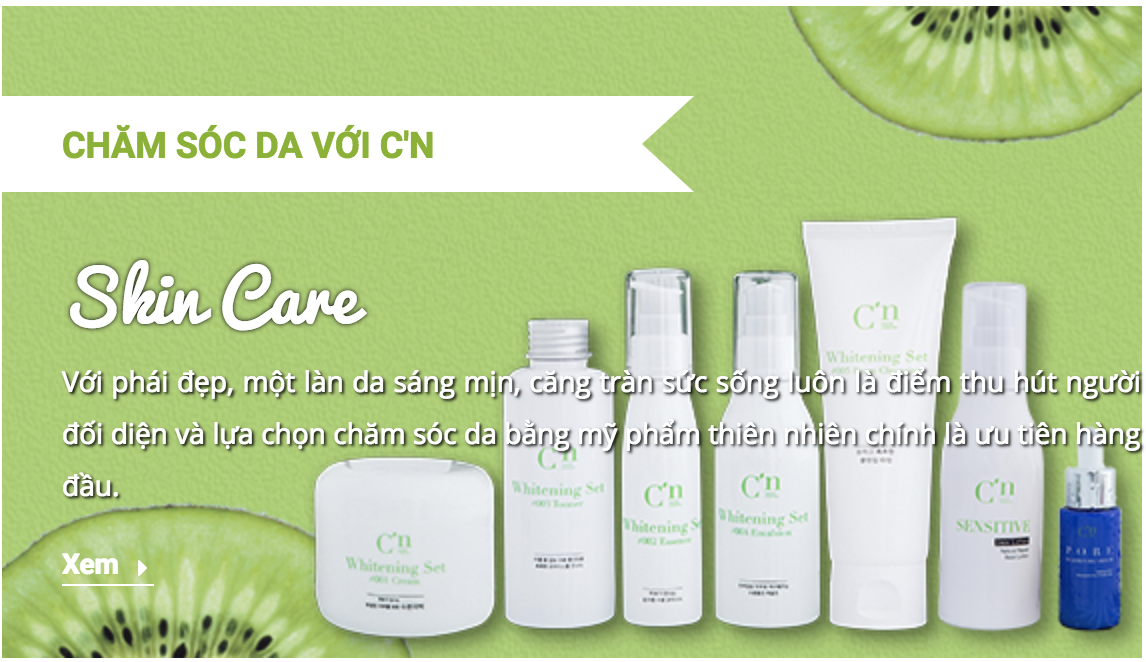 CHĂM SÓC DA VỚI C'N
Skin Care
Với phái đẹp, một làn da sáng mịn, căng tràn sức sống luôn là điểm thu hút người
đối diện và lựa chọn chăm sóc da bằng mỹ phẩm thiên nhiên chính là ưu tiên hàng
đầu.
Xem
C'n
Whitening Set
#001 Cream
C'n
Whitening Set
#003 Toner
C'n
Whitening Set
#002 Essence
C'n
Whitening Set
#004 Emulsion
C'n
Whitening Set
C'n
SENSITIVE
C'n
PORE